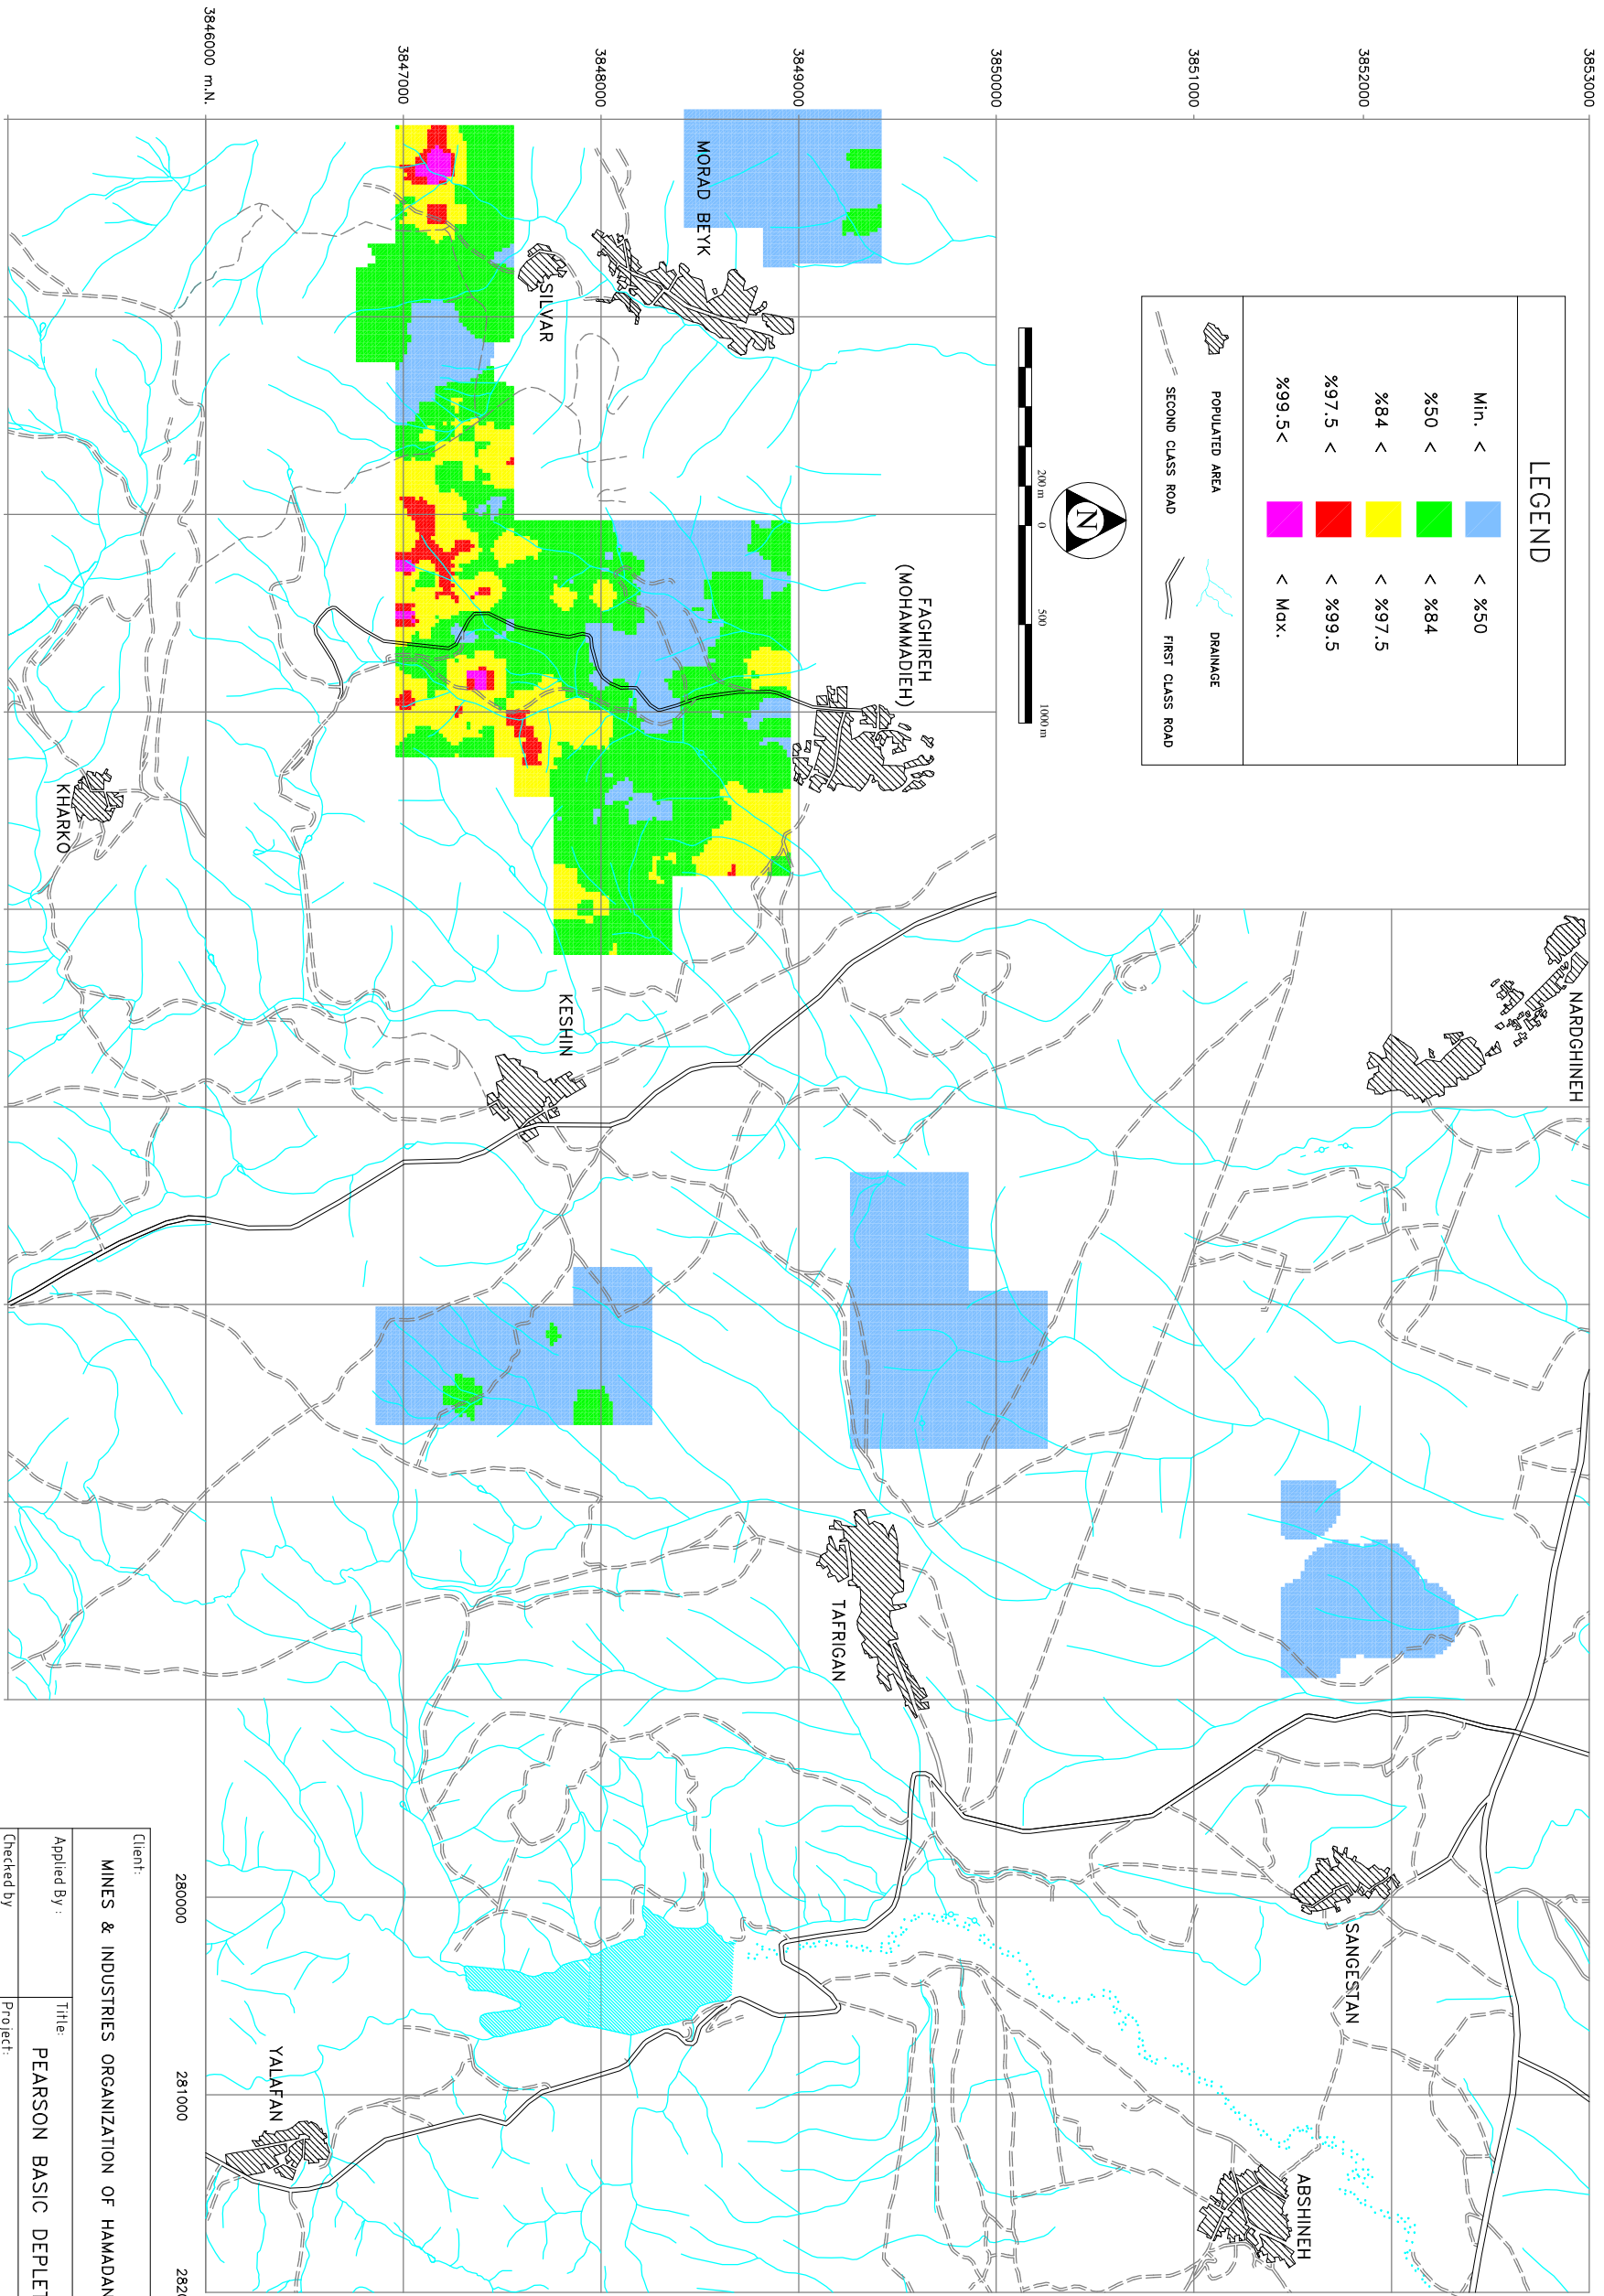 LEGEND
Min. < < %50
%50 < < %84
%84 < < %97.5
%97.5 < < %99.5
%99.5< < Max.
POPULATED AREA
DRAINAGE
SECOND CLASS ROAD
FIRST CLASS ROAD
N
200 m 0 500 1000 m
3853000
3852000
3851000
3850000
3849000
3848000
3847000
3846000 m.N.
NARDGHINEH
FAGHIREH
(MOHAMMADIEH)
MORAD BEYK
SILVAR
KESHIN
KHARKO
TAFRIGAN
SANGESTAN
ABSHINEH
YALAFAN
280000
281000
Client:
MINES & INDUSTRIES ORGANIZATION OF HAMADAN
Applied By :
Title:
PEARSON BASIC DEPLET
Checked by
Project: